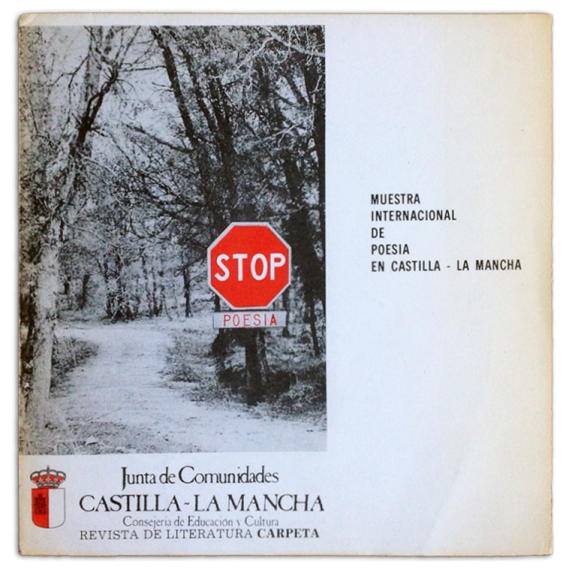 MUESTRA
INTERNACIONAL
DE
POESIA
EN CASTILLA - LA MANCHA
STOP
POESIA
Junta de Comunidades
CASTILLA-LA MANCHA
Consejería de Educación y Cultura
REVISTA DE LITERATURA CARPETA